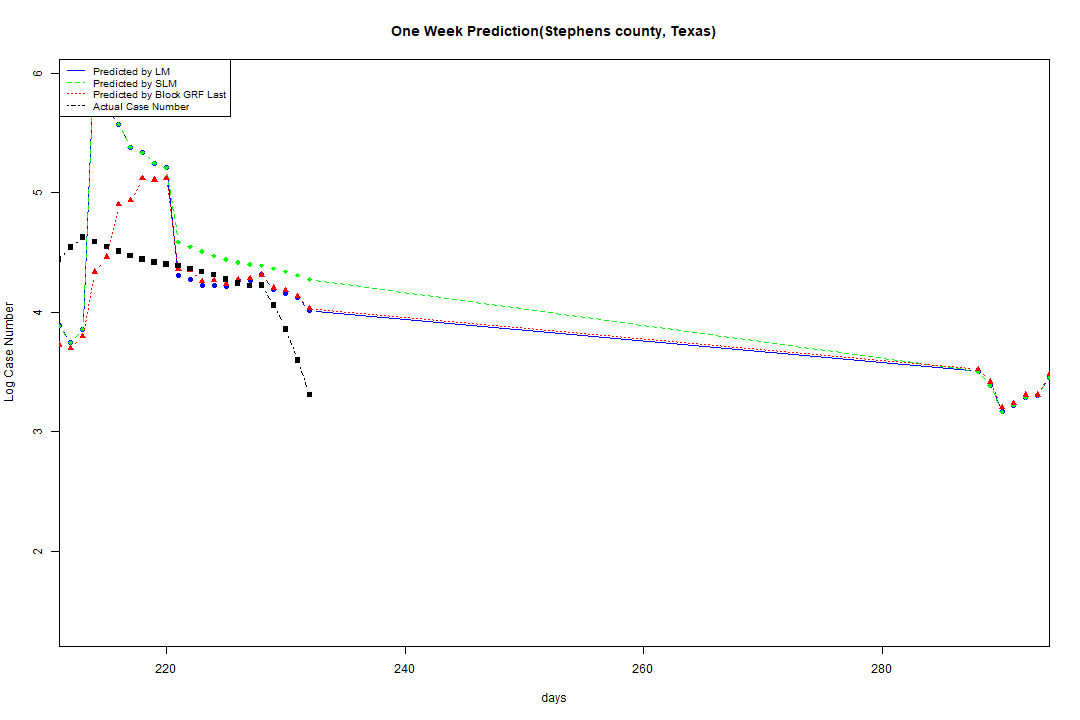 One Week Prediction(Stephens county, Texas)
Predicted by LM
Predicted by SLM
Predicted by Block GRF Last
Actual Case Number
6
5
4
3
2
Log Case Number
220
240
260
280
days